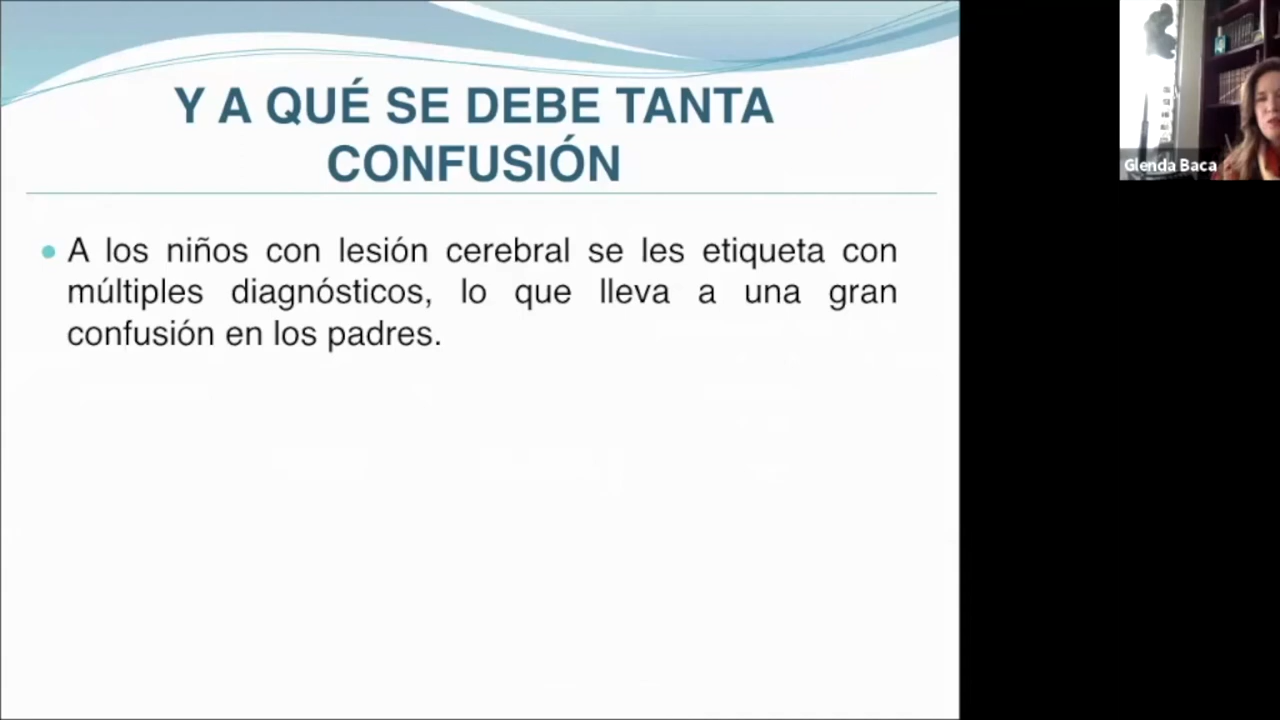 Y A QUÉ SE DEBE TANTA
CONFUSIÓN
A los niños con lesión cerebral se les etiqueta con
múltiples diagnósticos, lo que lleva a una gran
confusión en los padres.
Glenda Baca